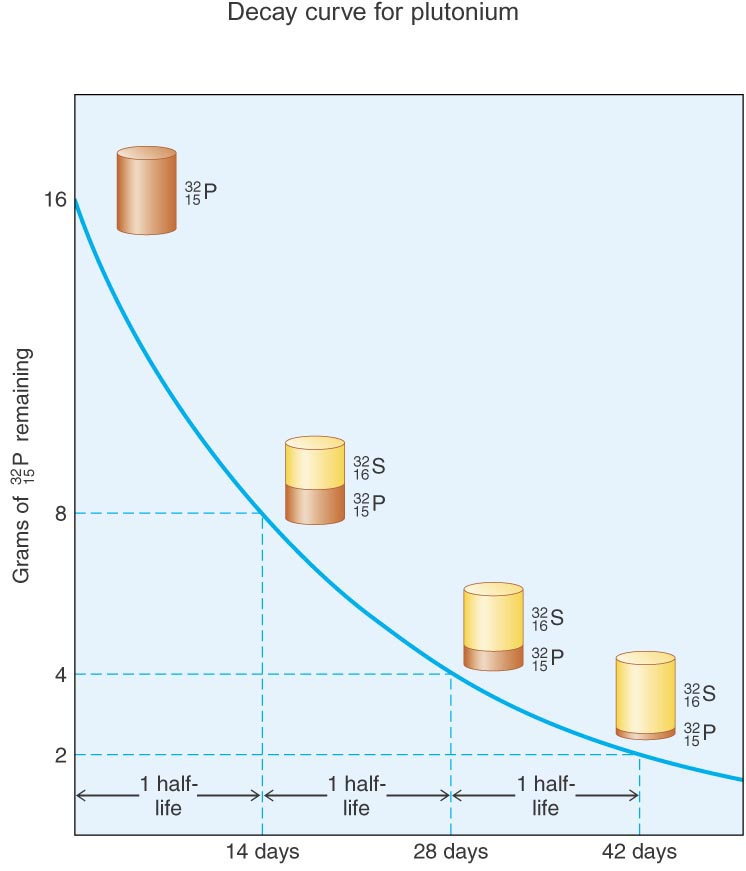 Decay curve for plutonium
16
³²₁₅P
Grams of ³²₁₅P remaining
³²₁₆S
³²₁₅P
8
³²₁₆S
³²₁₅P
4
³²₁₆S
³²₁₅P
2
1 half-
life
1 half-
life
1 half-
life
14 days
28 days
42 days